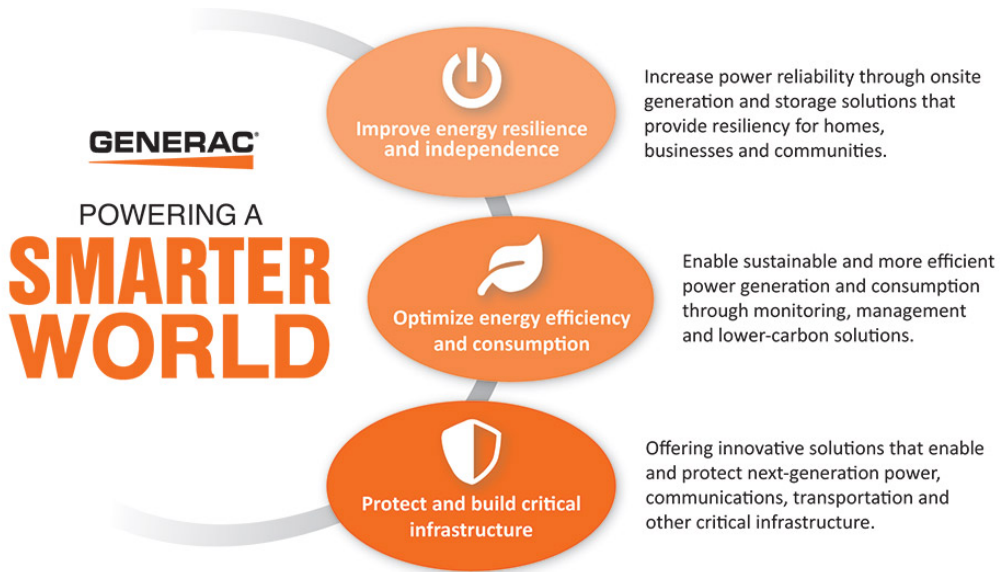 GENERAC®
POWERING A
SMARTER
WORLD
Improve energy resilience
and independence
Increase power reliability through onsite
generation and storage solutions that
provide resiliency for homes,
businesses and communities.
Optimize energy efficiency
and consumption
Enable sustainable and more efficient
power generation and consumption
through monitoring, management
and lower-carbon solutions.
Protect and build critical
infrastructure
Offering innovative solutions that enable
and protect next-generation power,
communications, transportation and
other critical infrastructure.